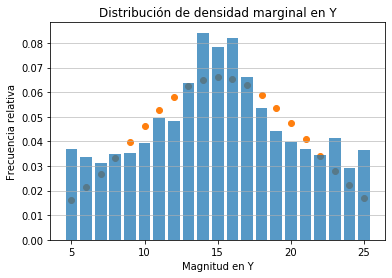 Distribución de densidad marginal en Y
Frecuencia relativa
0.08
0.07
0.06
0.05
0.04
0.03
0.02
0.01
0.00
5 10 15 20 25
Magnitud en Y